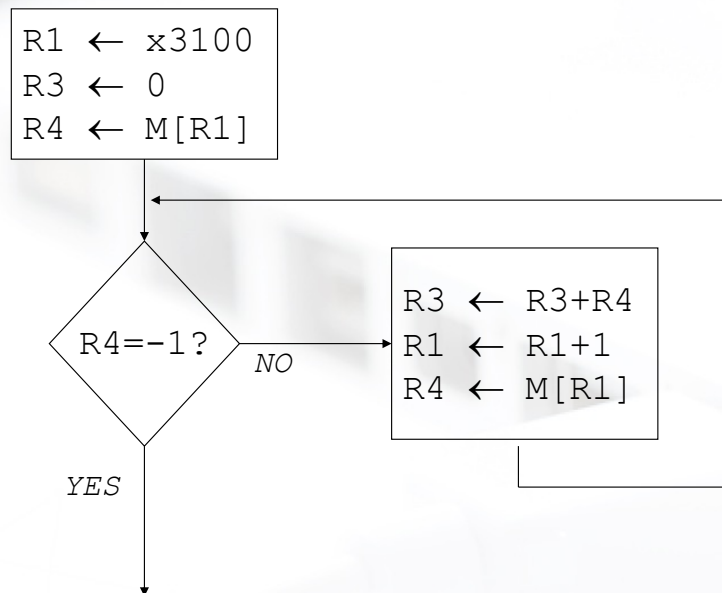 R1 ← x3100
R3 ← 0
R4 ← M[R1]
R4=-1?
NO
R3 ← R3+R4
R1 ← R1+1
R4 ← M[R1]
YES